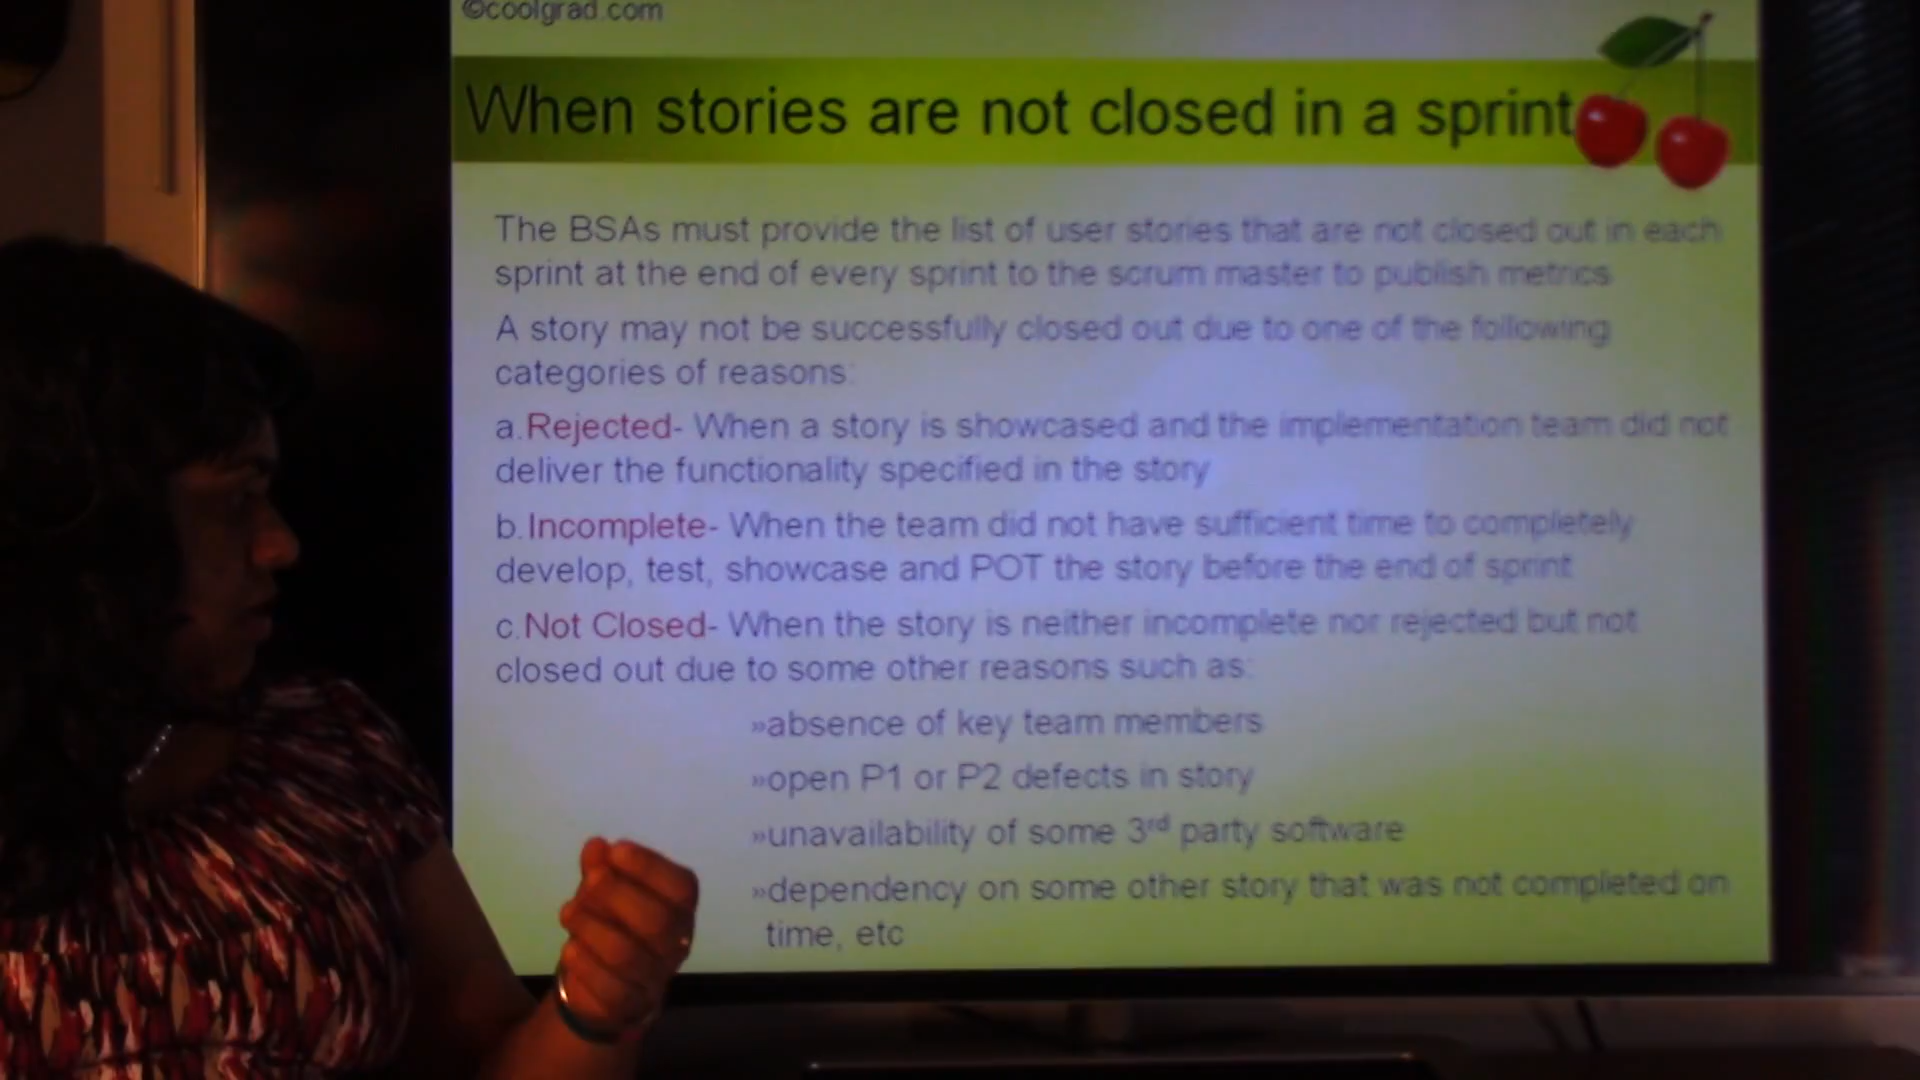 ©coolgrad.com
When stories are not closed in a sprint
The BSAs must provide the list of user stories that are not closed out in each
sprint at the end of every sprint to the scrum master to publish metrics
A story may not be successfully closed out due to one of the following
categories of reasons:
a.Rejected- When a story is showcased and the implementation team did not
deliver the functionality specified in the story
b.Incomplete- When the team did not have sufficient time to completely
develop, test, showcase and POT the story before the end of sprint
c.Not Closed- When the story is neither incomplete nor rejected but not
closed out due to some other reasons such as:
»absence of key team members
»open P1 or P2 defects in story
»unavailability of some 3rd party software
»dependency on some other story that was not completed on
time, etc